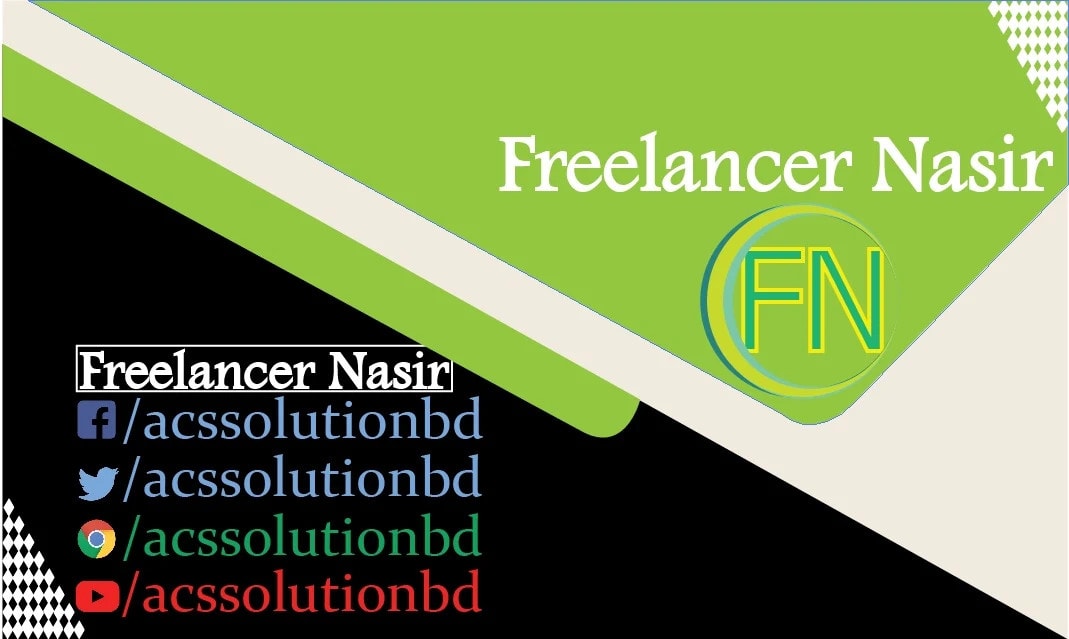 Freelancer Nasir
FN
Freelancer Nasir
/acssolutionbd
/acssolutionbd
/acssolutionbd
/acssolutionbd